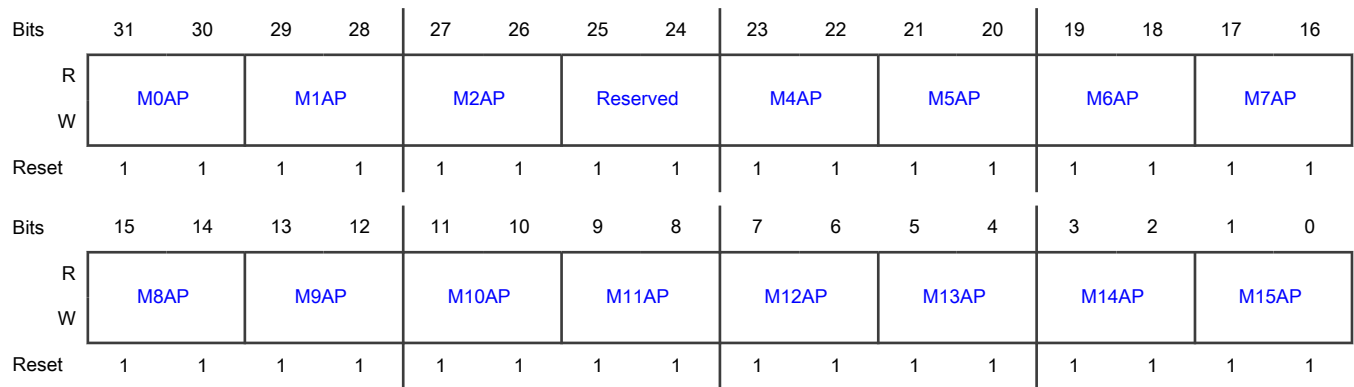 Bits 31 30 29 28 27 26 25 24 23 22 21 20 19 18 17 16
R
M0AP M1AP M2AP Reserved M4AP M5AP M6AP M7AP
W
Reset 1 1 1 1 1 1 1 1 1 1 1 1 1 1 1 1
Bits 15 14 13 12 11 10 9 8 7 6 5 4 3 2 1 0
R
M8AP M9AP M10AP M11AP M12AP M13AP M14AP M15AP
W
Reset 1 1 1 1 1 1 1 1 1 1 1 1 1 1 1 1